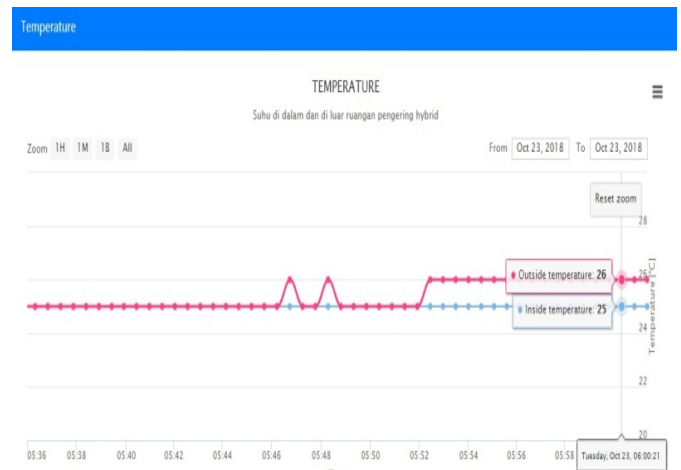 Temperature
TEMPERATURE
Suhu di dalam dan di luar ruangan pengering hybrid
Zoom 1H 1M 1B All
From Oct 23, 2018 To Oct 23, 2018
Reset zoom
28
26
24
22
20
Temperature [°C]
Outside temperature: 26
Inside temperature: 25
05:36 05:38 05:40 05:42 05:44 05:46 05:48 05:50 05:52 05:54 05:56 05:58
Tuesday, Oct 23, 06:00:21